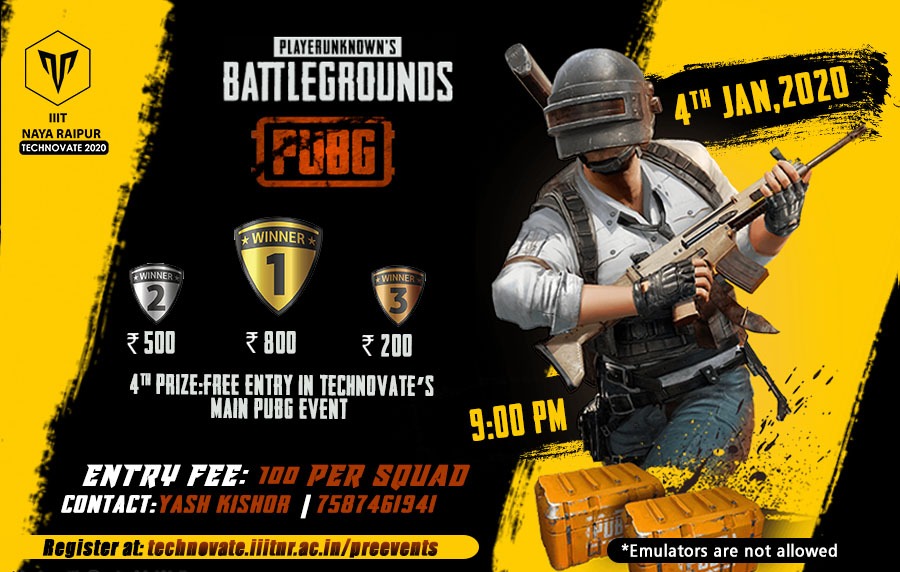 IIIT
NAYA RAIPUR
TECHNOVATE 2020
PLAYERUNKNOWN'S
BATTLEGROUNDS
PUBG
4TH JAN,2020
★ WINNER ★
1
★ WINNER ★
2
★ WINNER ★
3
₹ 500
₹ 800
₹ 200
4TH PRIZE:FREE ENTRY IN TECHNOVATE'S
MAIN PUBG EVENT
9:00 PM
ENTRY FEE: 100 PER SQUAD
CONTACT:YASH KISHOR | 7587461941
Register at: technovate.iiitnr.ac.in/preevents
PUBG
*Emulators are not allowed